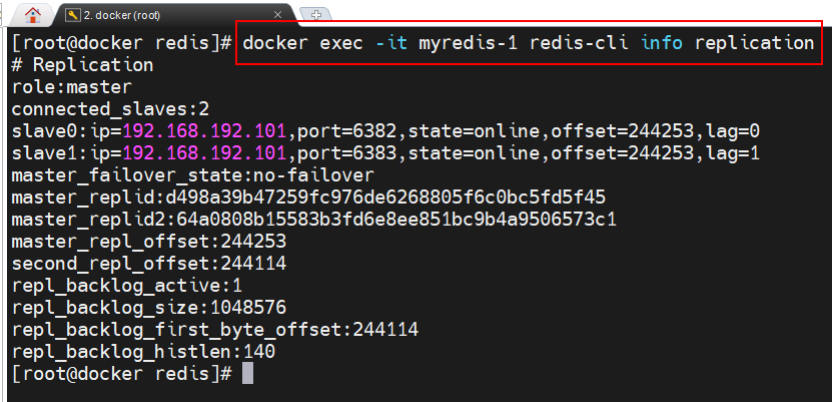 2. docker (root)
[root@docker redis]# docker exec -it myredis-1 redis-cli info replication
# Replication
role:master
connected_slaves:2
slave0:ip=192.168.192.101,port=6382,state=online,offset=244253,lag=0
slave1:ip=192.168.192.101,port=6383,state=online,offset=244253,lag=1
master_failover_state:no-failover
master_replid:d498a39b47259fc976de6268805f6c0bc5fd5f45
master_replid2:64a0808b15583b3fd6e8ee851bc9b4a9506573c1
master_repl_offset:244253
second_repl_offset:244114
repl_backlog_active:1
repl_backlog_size:1048576
repl_backlog_first_byte_offset:244114
repl_backlog_histlen:140
[root@docker redis]#